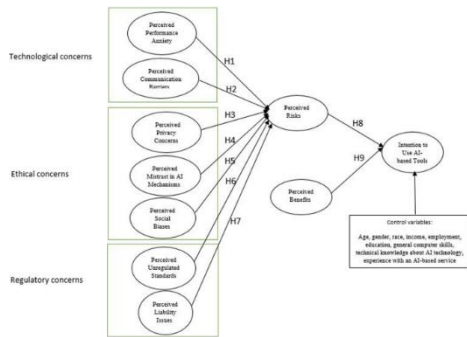 Technological concerns
Perceived
Performance
Anxiety
Perceived
Communication
Barriers
Ethical concerns
Perceived
Privacy
Concerns
Perceived
Mistrust in AI
Mechanisms
Perceived
Social
Biases
Regulatory concerns
Perceived
Unregulated
Standards
Perceived
Liability
Issues
H1
H2
H3
H4
H5
H6
H7
Perceived
Risks
H8
H9
Perceived
Benefits
Intention to
Use AI-
based Tools
Control variables:
Age, gender, race, income, employment,
education, general computer skills,
technical knowledge about AI technology,
experience with an AI-based service